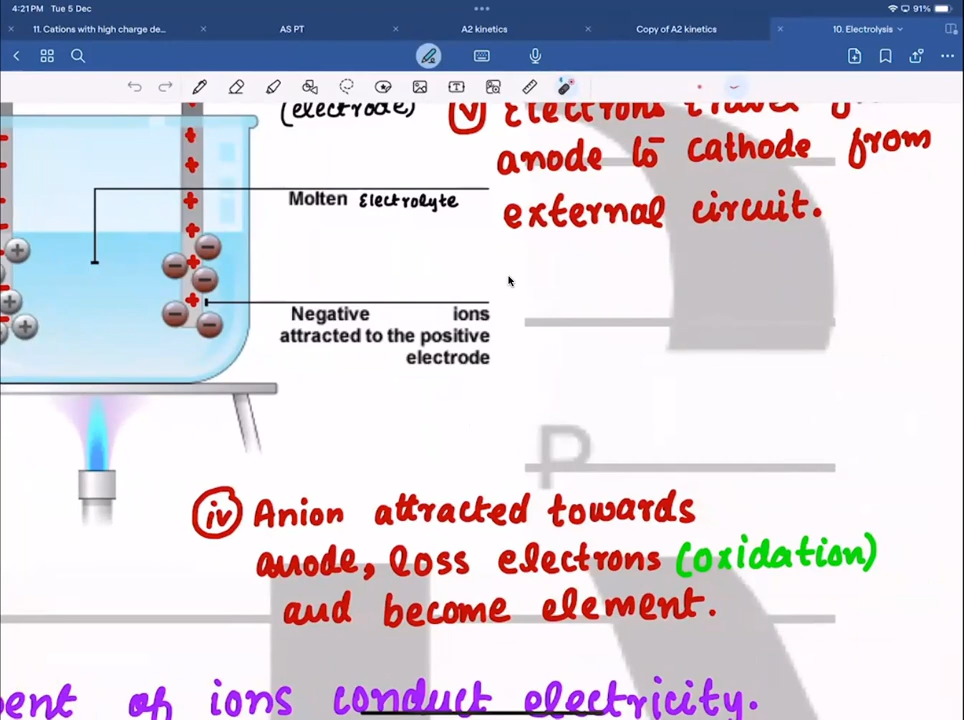 4:21 PM Tue 5 Dec
91%
11. Cations with high charge de...
AS PT
A2 kinetics
Copy of A2 kinetics
10. Electrolysis
(electrode)
(v) Electrons travel
anode to cathode from
external circuit.
Molten Electrolyte
Negative ions
attracted to the positive
electrode
P
(iv) Anion attracted towards
anode, loss electrons (oxidation)
and become element.
of ions conduct electricity.